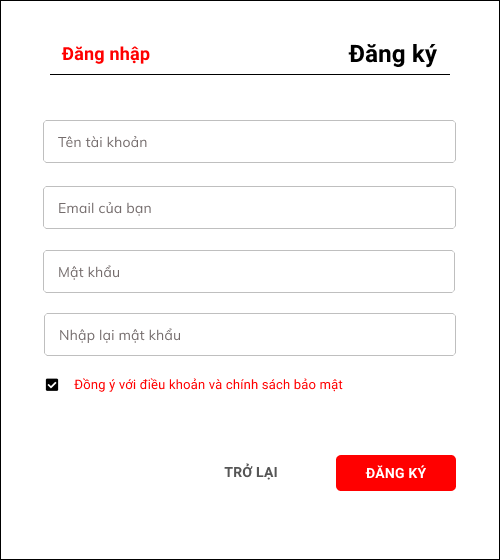 Đăng nhập
Đăng ký
Tên tài khoản
Email của bạn
Mật khẩu
Nhập lại mật khẩu
Đồng ý với điều khoản và chính sách bảo mật
TRỞ LẠI
ĐĂNG KÝ